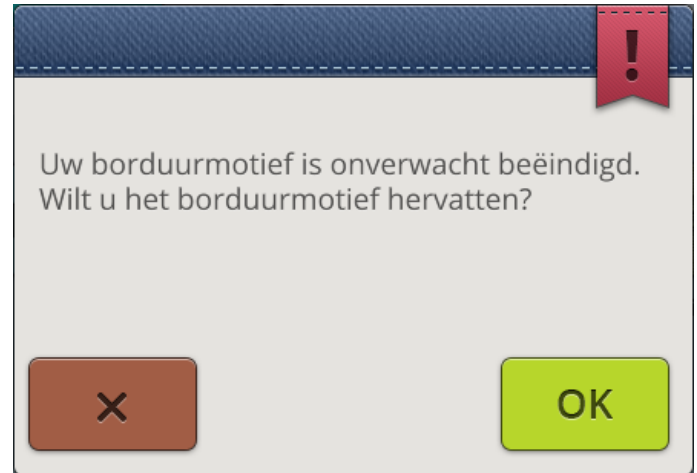 Uw borduurmotief is onverwacht beëindigd.
Wilt u het borduurmotief hervatten?
OK